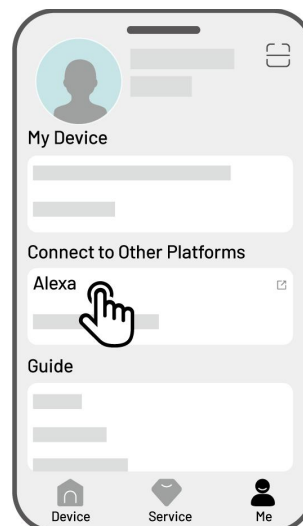 My Device
Connect to Other Platforms
Alexa
Guide
Device Service Me